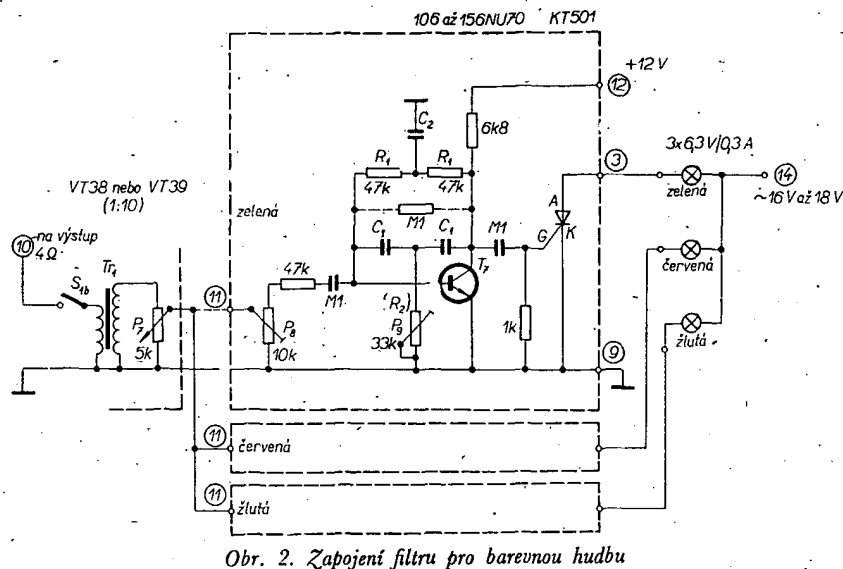 106 až 156NU70 KT501
12
+12 V
6k8
C2
R1
47k
R1
47k
3
3x6,3 V/0,3 A
zelená
14
~16 V až 18 V
VT38 nebo VT39
(1:10)
zelená
M1
A
K
G
M1
C1
C1
T7
10
na výstup
4Ω
S1b
Tr1
P7
5k
11
47k
M1
P8
10k
(R2)
P9
33k
1k
červená
žlutá
9
11
červená
11
žlutá
Obr. 2. Zapojení filtru pro barevnou hudbu